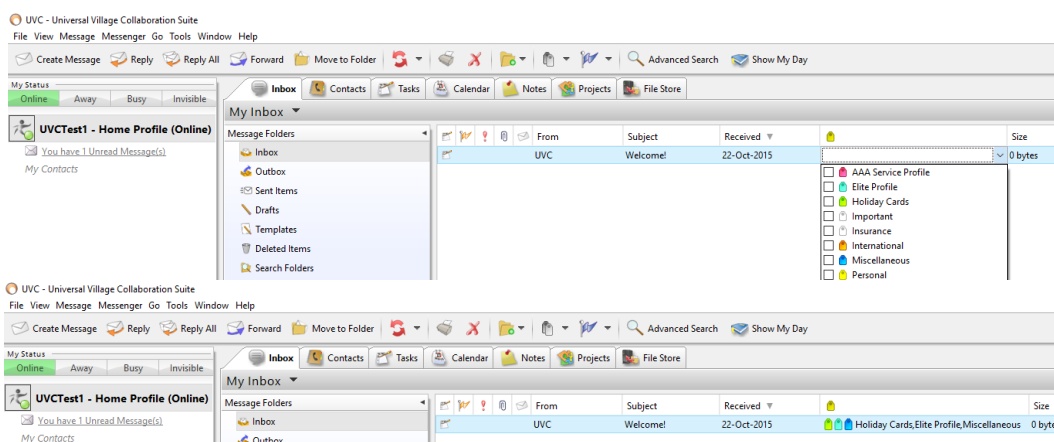 UVC - Universal Village Collaboration Suite
File View Message Messenger Go Tools Window Help
Create Message Reply Reply All Forward Move to Folder Advanced Search Show My Day
My Status
Online Away Busy Invisible
Inbox Contacts Tasks Calendar Notes Projects File Store
My Inbox
UVCTest1 - Home Profile (Online)
You have 1 Unread Message(s)
My Contacts
Message Folders
Inbox
Outbox
Sent Items
Drafts
Templates
Deleted Items
Search Folders
From Subject Received Size
UVC Welcome! 22-Oct-2015 0 bytes
AAA Service Profile
Elite Profile
Holiday Cards
Important
Insurance
International
Miscellaneous
Personal
UVC - Universal Village Collaboration Suite
File View Message Messenger Go Tools Window Help
Create Message Reply Reply All Forward Move to Folder Advanced Search Show My Day
My Status
Online Away Busy Invisible
Inbox Contacts Tasks Calendar Notes Projects File Store
My Inbox
UVCTest1 - Home Profile (Online)
You have 1 Unread Message(s)
My Contacts
Message Folders
Inbox
Outbox
From Subject Received Size
UVC Welcome! 22-Oct-2015 Holiday Cards,Elite Profile,Miscellaneous 0 byte